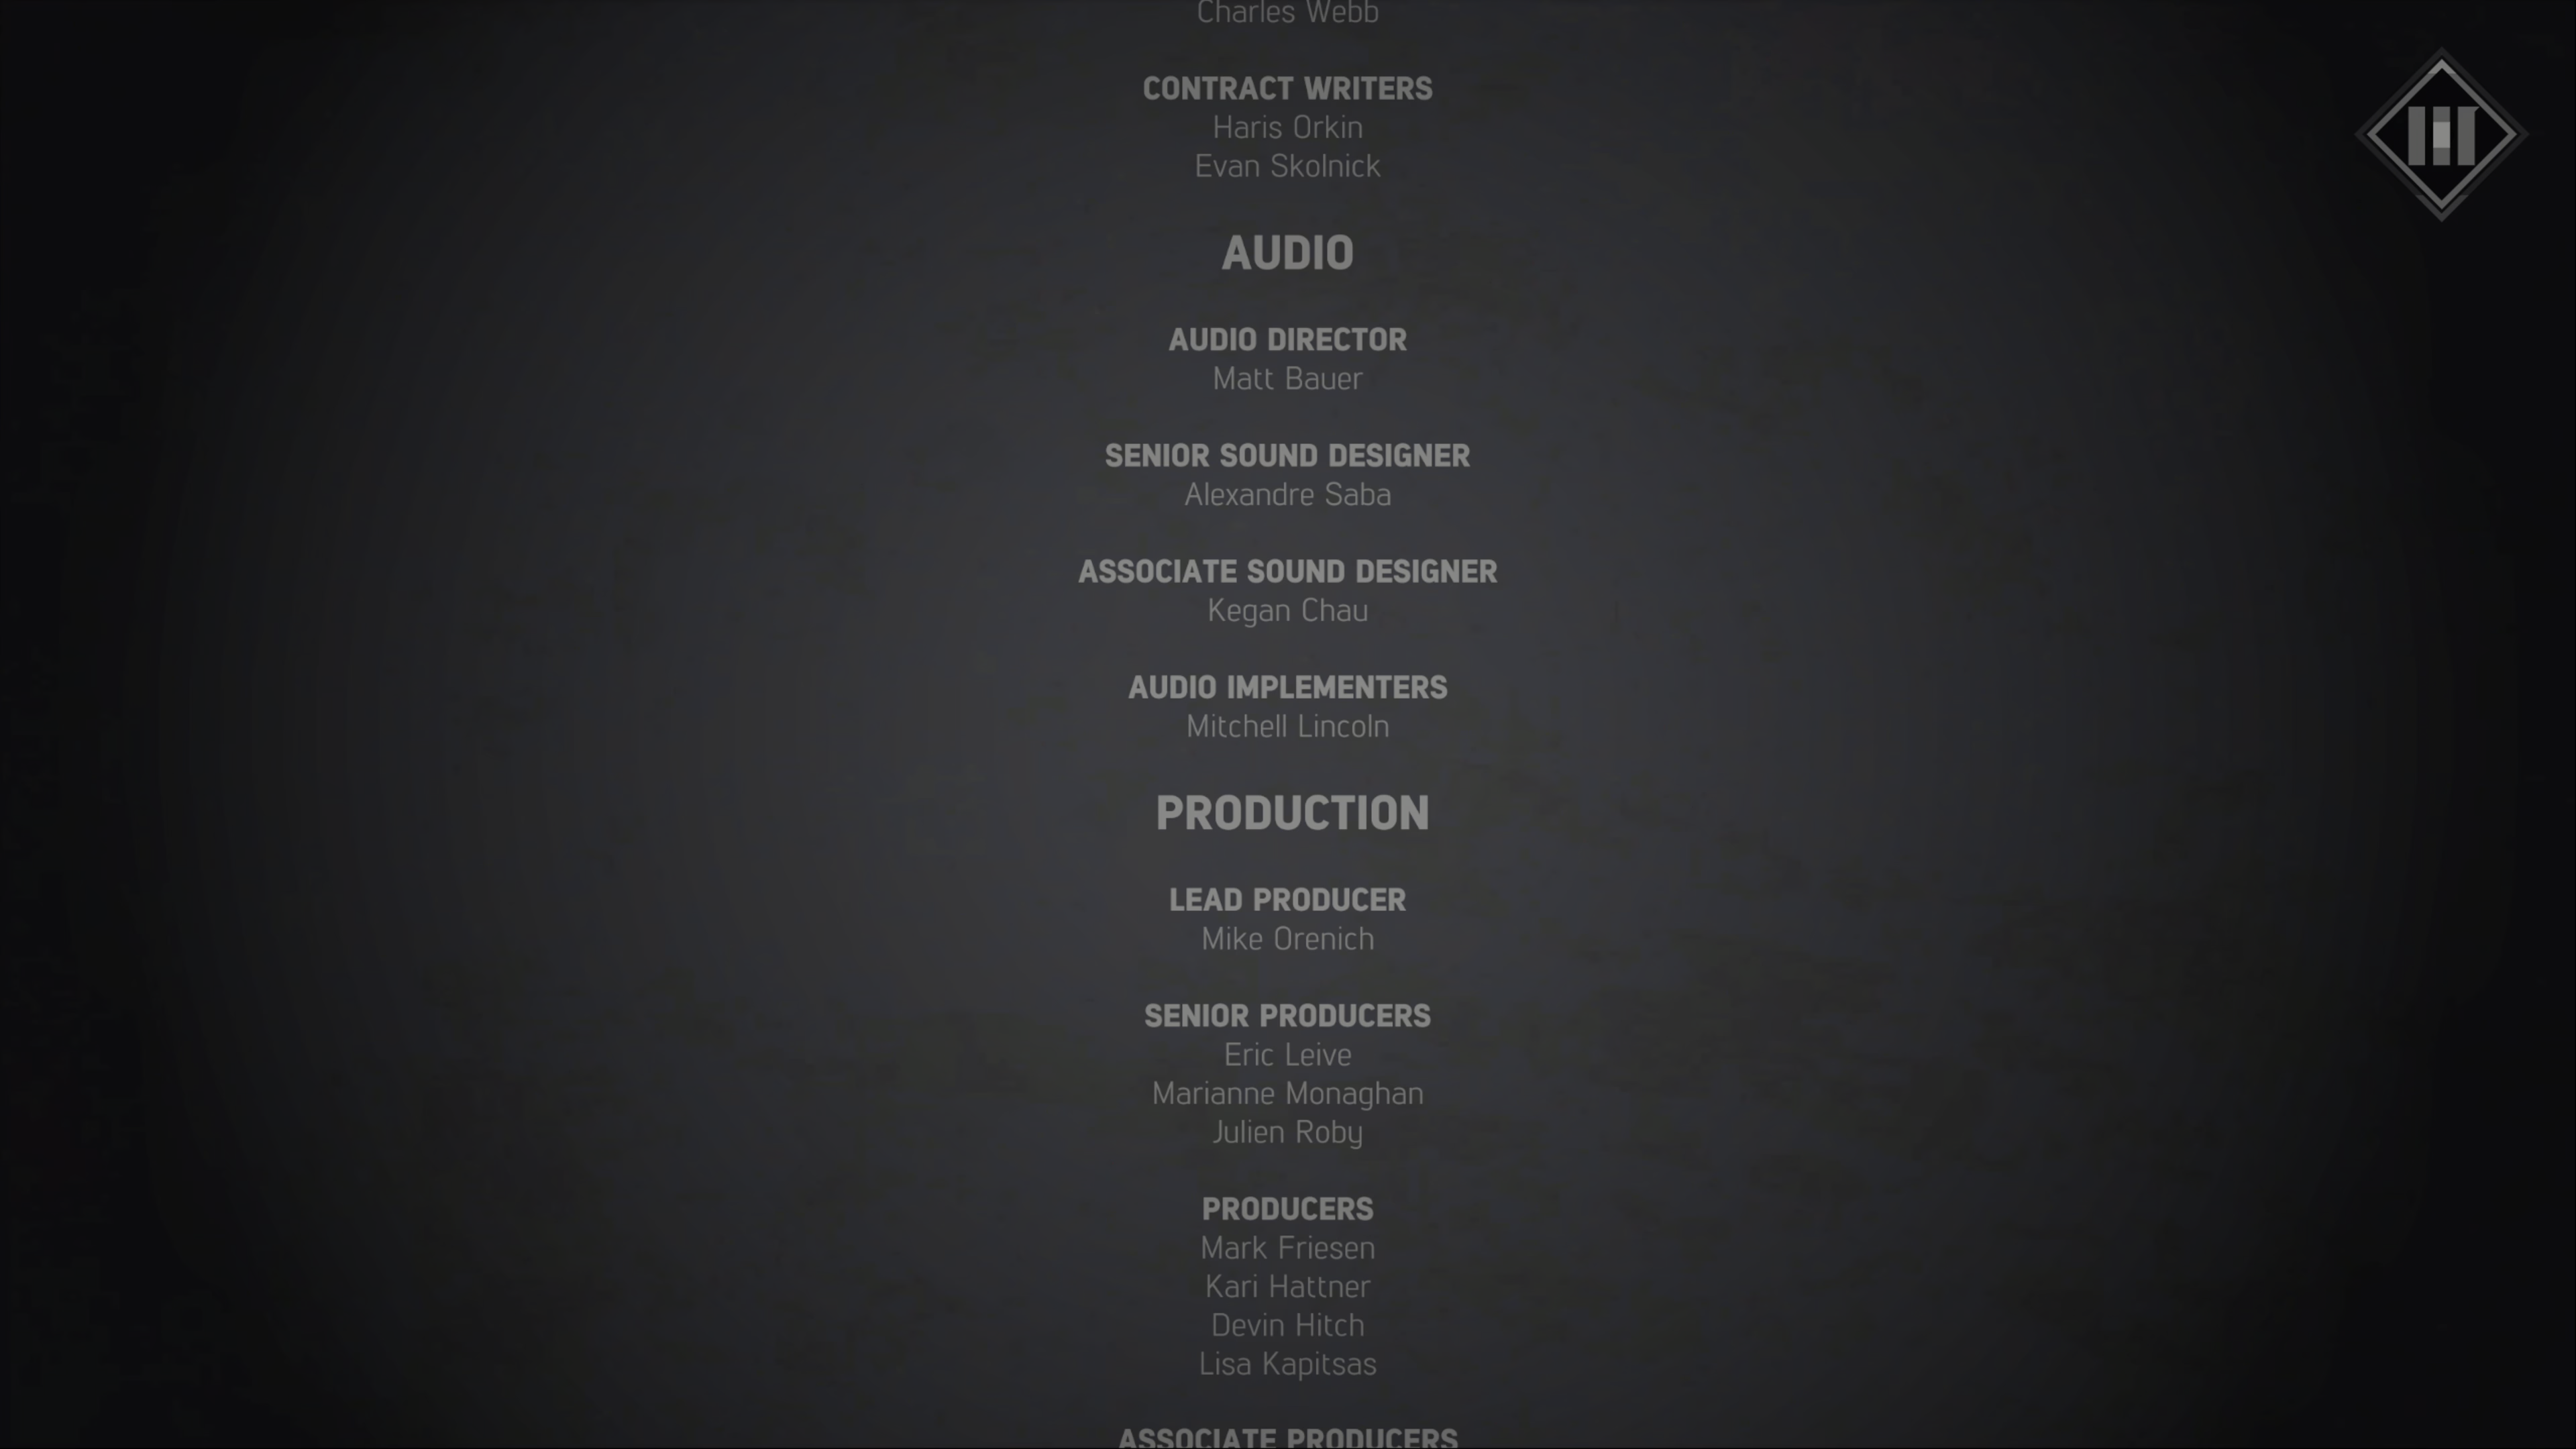 Charles Webb
CONTRACT WRITERS
Haris Orkin
Evan Skolnick
AUDIO
AUDIO DIRECTOR
Matt Bauer
SENIOR SOUND DESIGNER
Alexandre Saba
ASSOCIATE SOUND DESIGNER
Kegan Chau
AUDIO IMPLEMENTERS
Mitchell Lincoln
PRODUCTION
LEAD PRODUCER
Mike Orenich
SENIOR PRODUCERS
Eric Leive
Marianne Monaghan
Julien Roby
PRODUCERS
Mark Friesen
Kari Hattner
Devin Hitch
Lisa Kapitsas
ASSOCIATE PRODUCERS